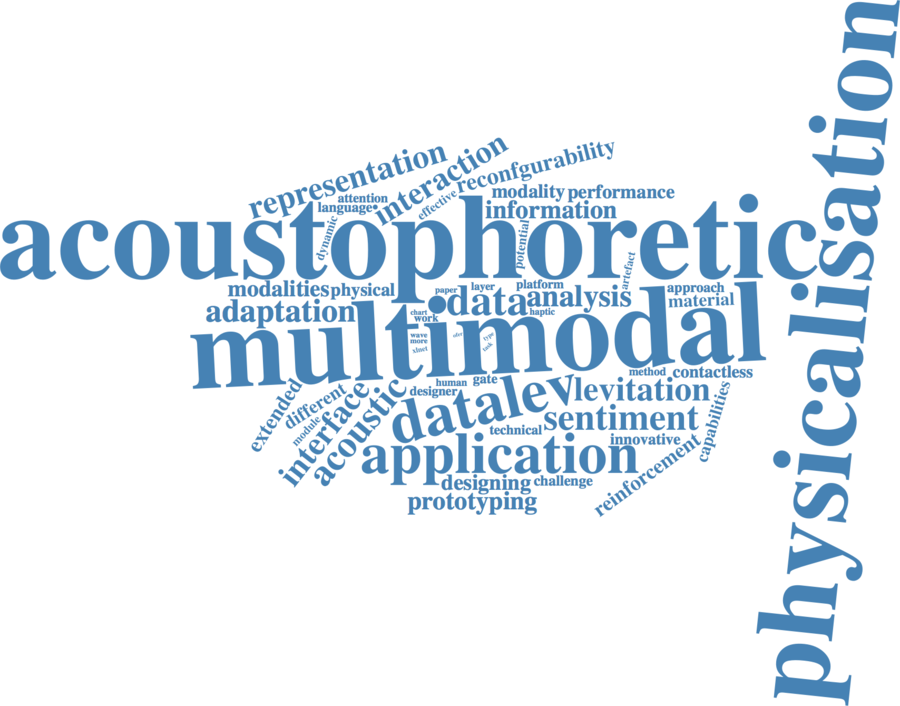 physicalisation
representation
interaction
reconfgurability
attention
language
effective
modality
performance
information
dynamic
acoustophoretic
potential
artefact
modalities
physical
paper
layer
platform
approach
adaptation
data
analysis
material
chart
work
haptic
multimodal
wave
more
xlnet
type
task
human
gate
method
contactless
extended
different
designer
datalev
levitation
module
interface
acoustic
sentiment
capabilities
technical
innovative
application
reinforcement
designing
challenge
prototyping